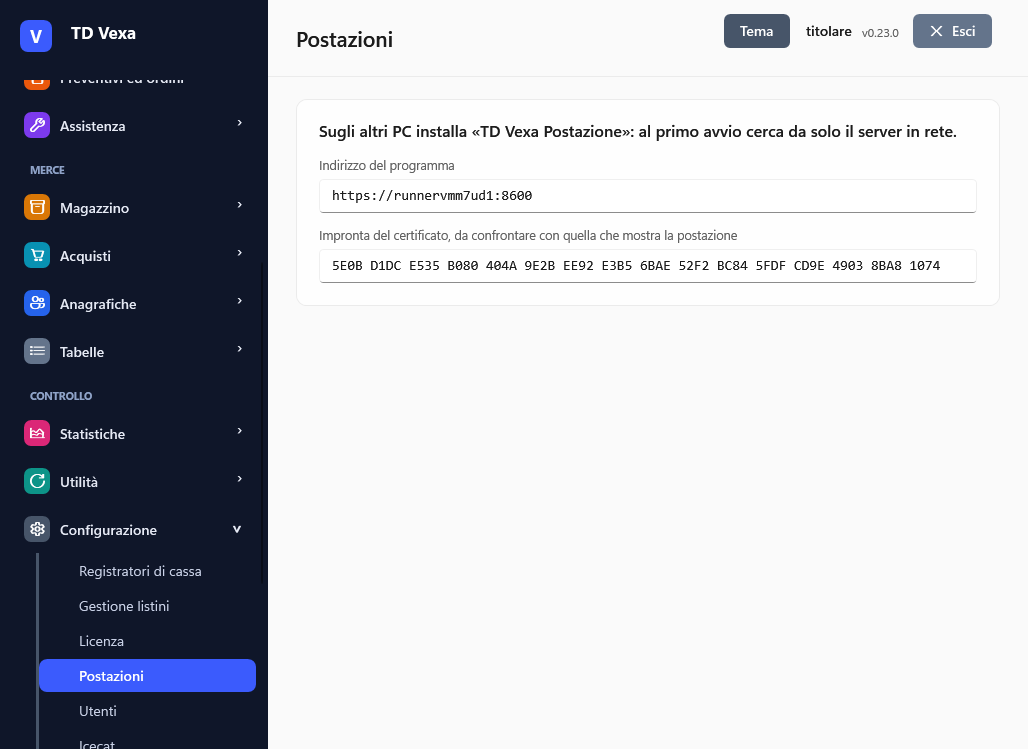 V
TD Vexa
Preventivi ed ordini
Assistenza
MERCE
Magazzino
Acquisti
Anagrafiche
Tabelle
CONTROLLO
Statistiche
Utilità
Configurazione
Registratori di cassa
Gestione listini
Licenza
Postazioni
Utenti
Icecat
Postazioni
Tema
titolare
v0.23.0
Esci
Sugli altri PC installa «TD Vexa Postazione»: al primo avvio cerca da solo il server in rete.
Indirizzo del programma
https://runnervmm7ud1:8600
Impronta del certificato, da confrontare con quella che mostra la postazione
5E0B D1DC E535 B080 404A 9E2B EE92 E3B5 6BAE 52F2 BC84 5FDF CD9E 4903 8BA8 1074